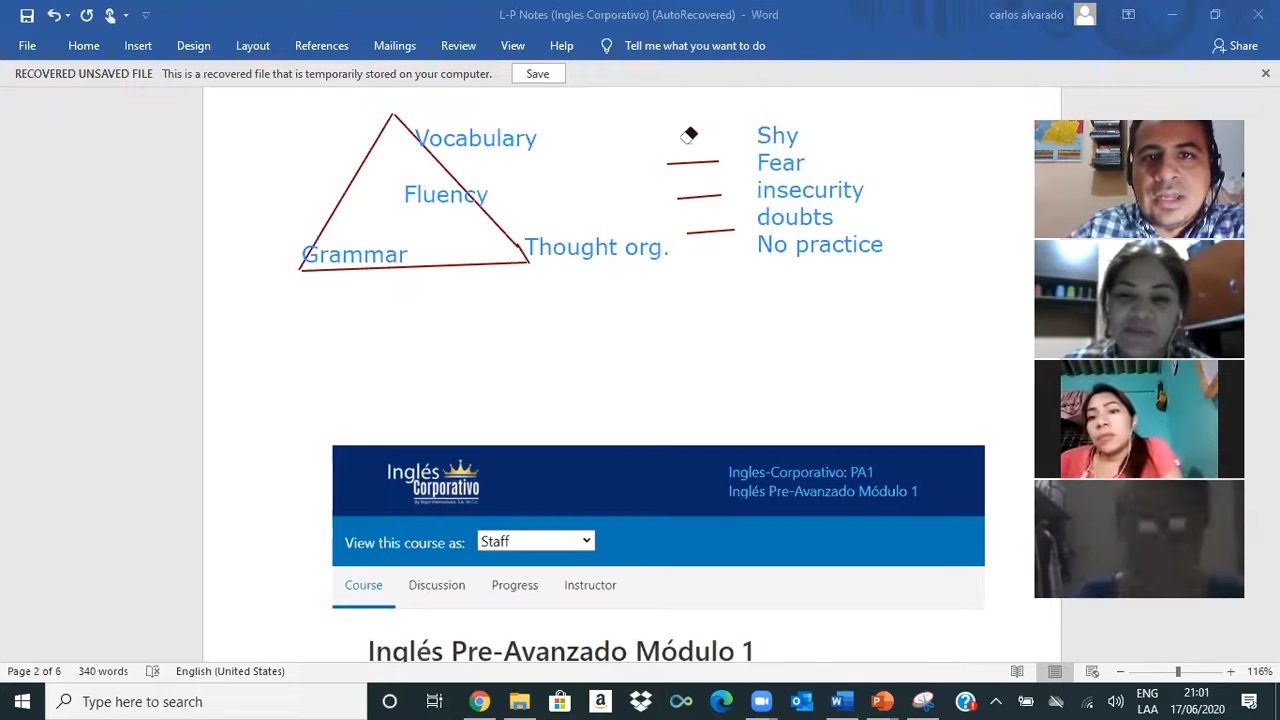 L-P Notes (Ingles Corporativo) (AutoRecovered) - Word
carlos alvarado
File Home Insert Design Layout References Mailings Review View Help Tell me what you want to do Share
RECOVERED UNSAVED FILE This is a recovered file that is temporarily stored on your computer. Save
Vocabulary
Fluency
Grammar
Thought org.
Shy
Fear
insecurity
doubts
No practice
Inglés
Corporativo
Ingles-Corporativo: PA1
Inglés Pre-Avanzado Módulo 1
View this course as: Staff
Course Discussion Progress Instructor
Inglés Pre-Avanzado Módulo 1
Page 2 of 6 340 words English (United States) 116%
Type here to search
ENG
LAA
21:01
17/06/2020